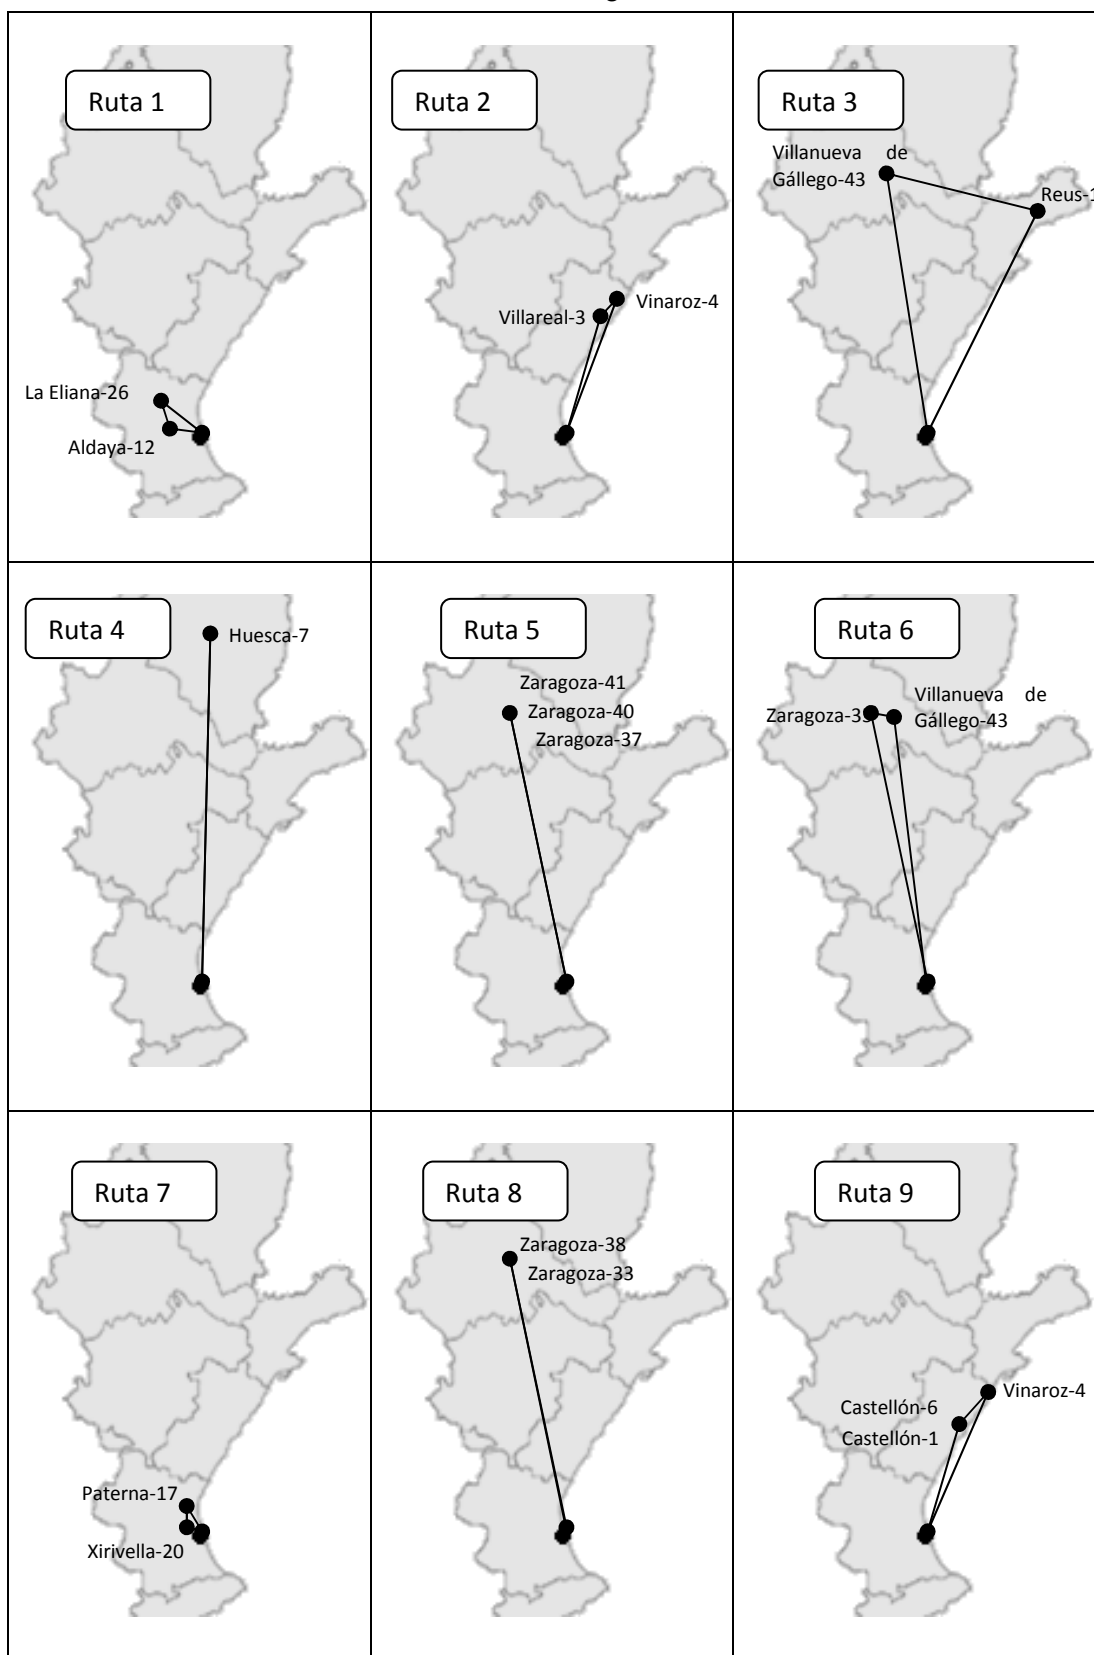 Ruta 1
La Eliana-26
Aldaya-12
Ruta 2
Vinaroz-4
Villareal-3
Ruta 3
Villanueva de
Gállego-43
Reus-1
Ruta 4
Huesca-7
Ruta 5
Zaragoza-41
Zaragoza-40
Zaragoza-37
Ruta 6
Villanueva de
Gállego-43
Ruta 7
Paterna-17
Xirivella-20
Ruta 8
Zaragoza-38
Zaragoza-33
Ruta 9
Vinaroz-4
Castellón-6
Castellón-1